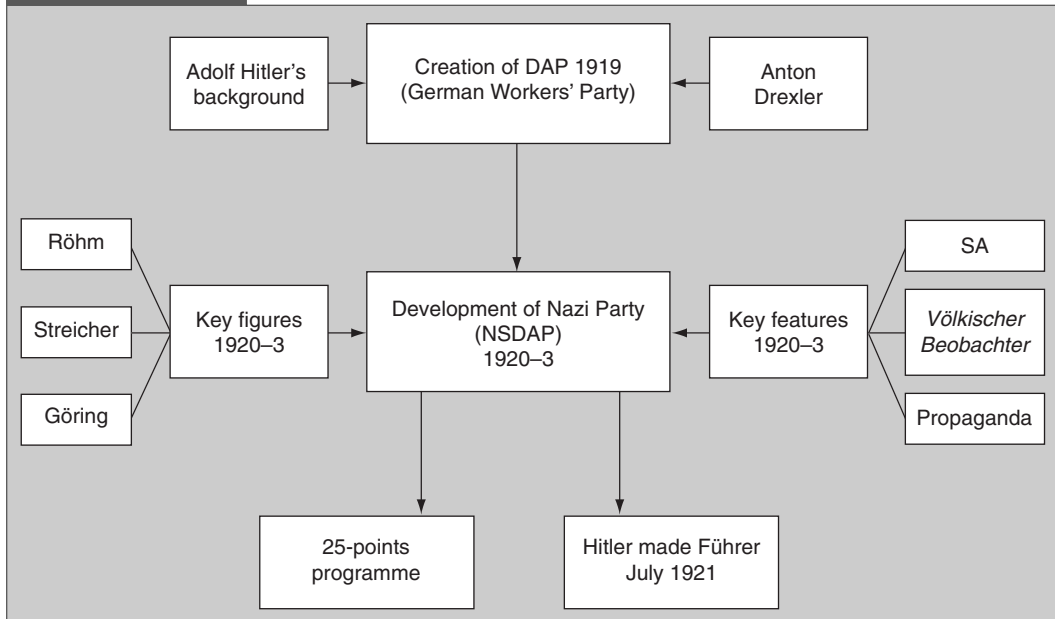 Adolf Hitler's
background
Creation of DAP 1919
(German Workers' Party)
Anton
Drexler
Röhm
Streicher
Göring
Key figures
1920–3
Development of Nazi Party
(NSDAP)
1920–3
Key features
1920–3
SA
Völkischer
Beobachter
Propaganda
25-points
programme
Hitler made Führer
July 1921